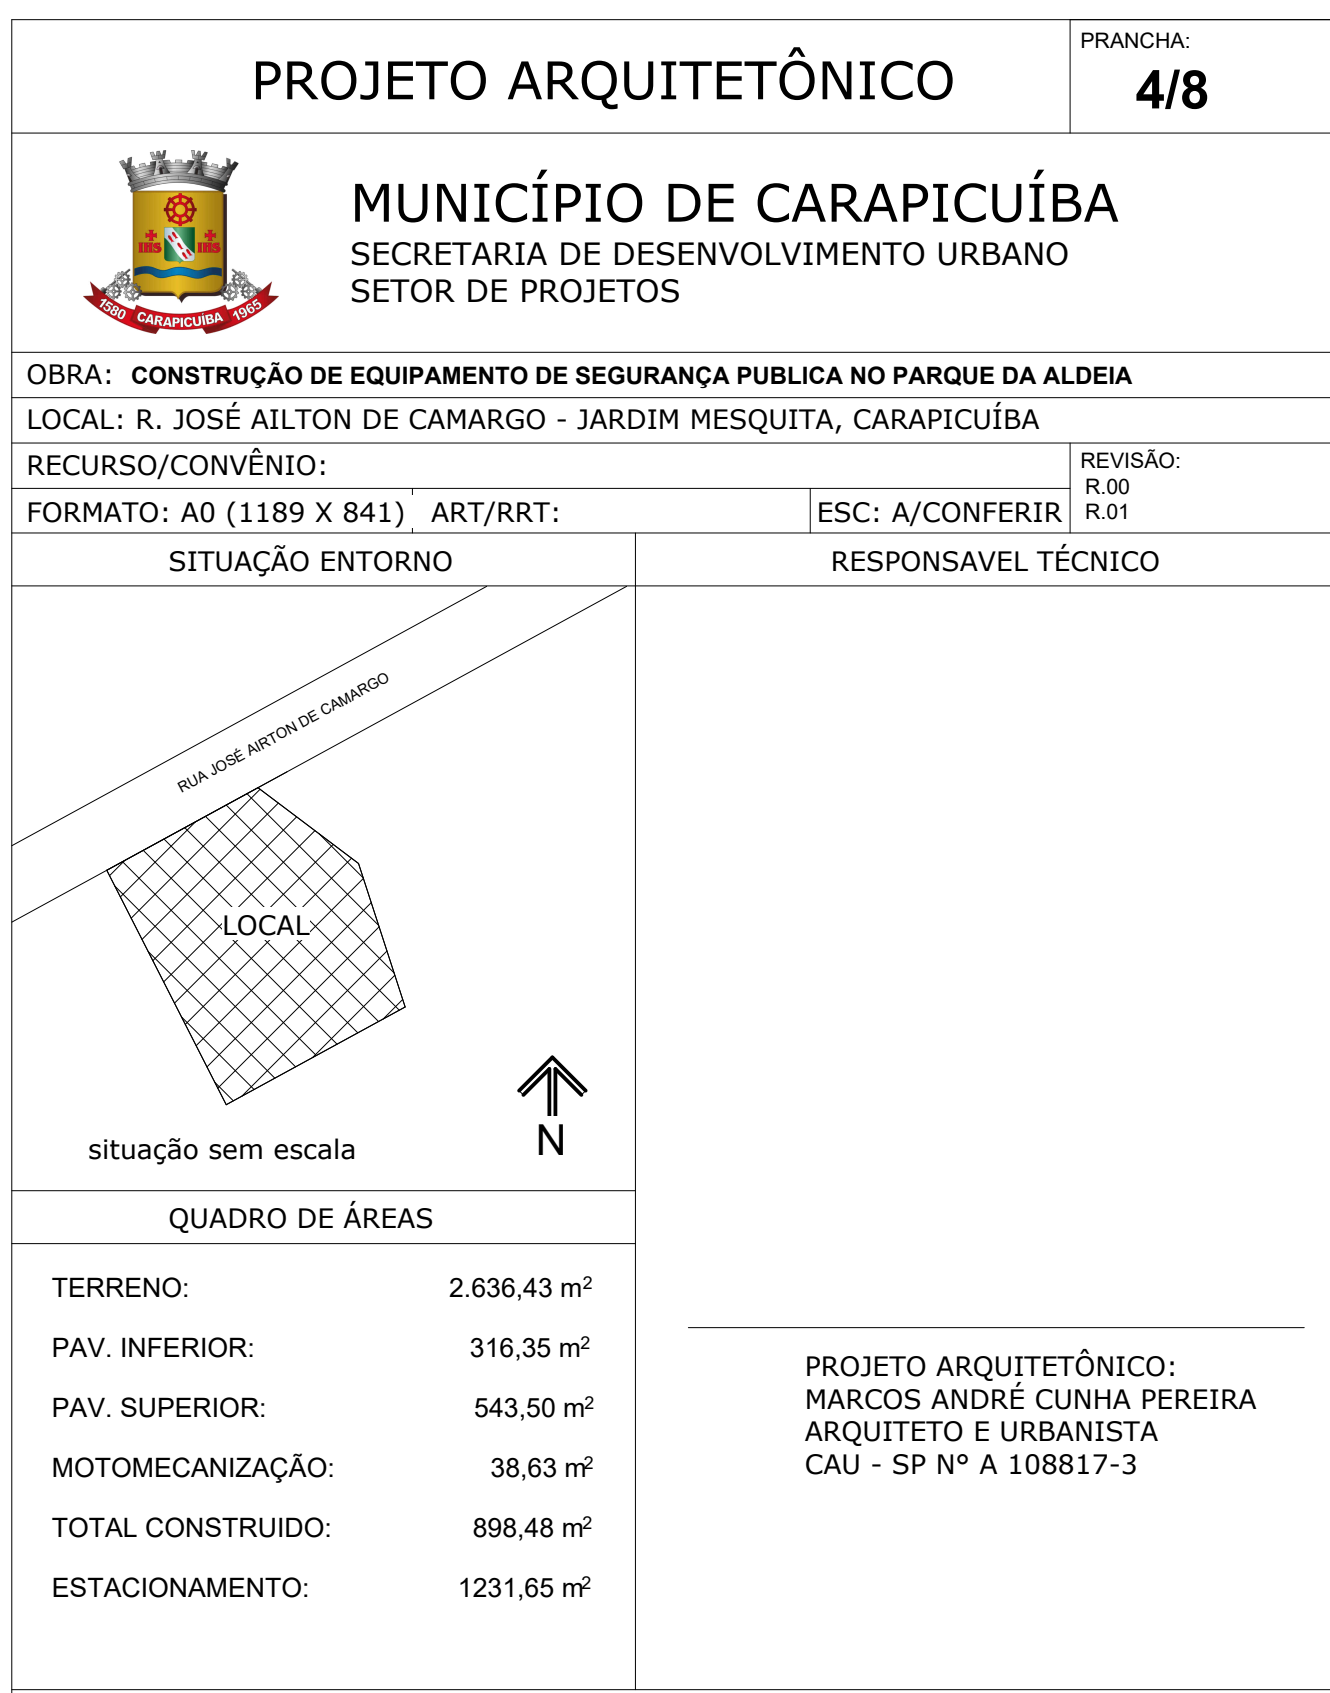 PROJETO ARQUITETÔNICO
PRANCHA:
4/8
IHS IHS
1580 CARAPICUÍBA 1965
MUNICÍPIO DE CARAPICUÍBA
SECRETARIA DE DESENVOLVIMENTO URBANO
SETOR DE PROJETOS
OBRA: CONSTRUÇÃO DE EQUIPAMENTO DE SEGURANÇA PUBLICA NO PARQUE DA ALDEIA
LOCAL: R. JOSÉ AILTON DE CAMARGO - JARDIM MESQUITA, CARAPICUÍBA
RECURSO/CONVÊNIO:
REVISÃO:
R.00
R.01
FORMATO: A0 (1189 X 841) ART/RRT: ESC: A/CONFERIR
SITUAÇÃO ENTORNO
RUA JOSÉ AIRTON DE CAMARGO
LOCAL
situação sem escala
N
QUADRO DE ÁREAS
TERRENO: 2.636,43 m²
PAV. INFERIOR: 316,35 m²
PAV. SUPERIOR: 543,50 m²
MOTOMECANIZAÇÃO: 38,63 m²
TOTAL CONSTRUIDO: 898,48 m²
ESTACIONAMENTO: 1231,65 m²
RESPONSAVEL TÉCNICO
PROJETO ARQUITETÔNICO:
MARCOS ANDRÉ CUNHA PEREIRA
ARQUITETO E URBANISTA
CAU - SP N° A 108817-3